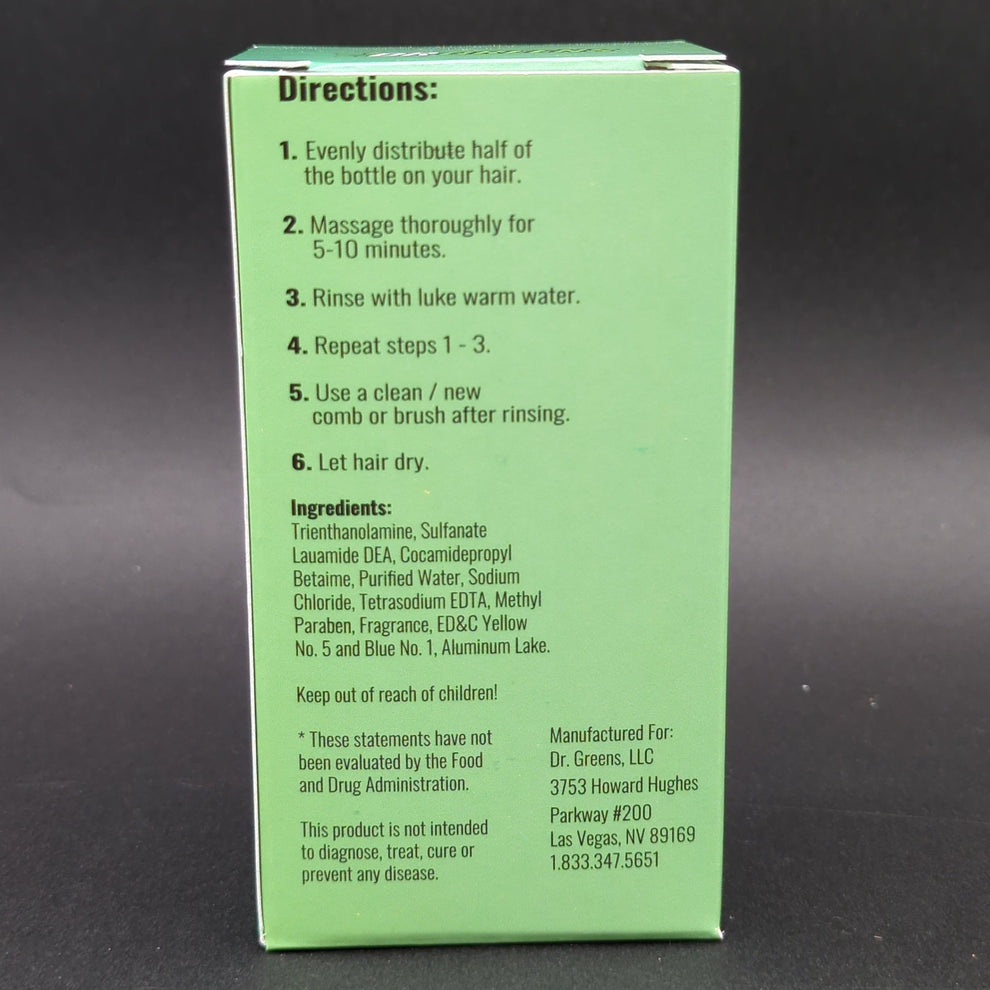 Directions:
1. Evenly distribute half of
the bottle on your hair.
2. Massage thoroughly for
5-10 minutes.
3. Rinse with luke warm water.
4. Repeat steps 1 - 3.
5. Use a clean / new
comb or brush after rinsing.
6. Let hair dry.
Ingredients:
Trienthanolamine, Sulfanate
Lauamide DEA, Cocamidepropyl
Betaime, Purified Water, Sodium
Chloride, Tetrasodium EDTA, Methyl
Paraben, Fragrance, ED&C Yellow
No. 5 and Blue No. 1, Aluminum Lake.
Keep out of reach of children!
* These statements have not
been evaluated by the Food
and Drug Administration.
This product is not intended
to diagnose, treat, cure or
prevent any disease.
Manufactured For:
Dr. Greens, LLC
3753 Howard Hughes
Parkway #200
Las Vegas, NV 89169
1.833.347.5651